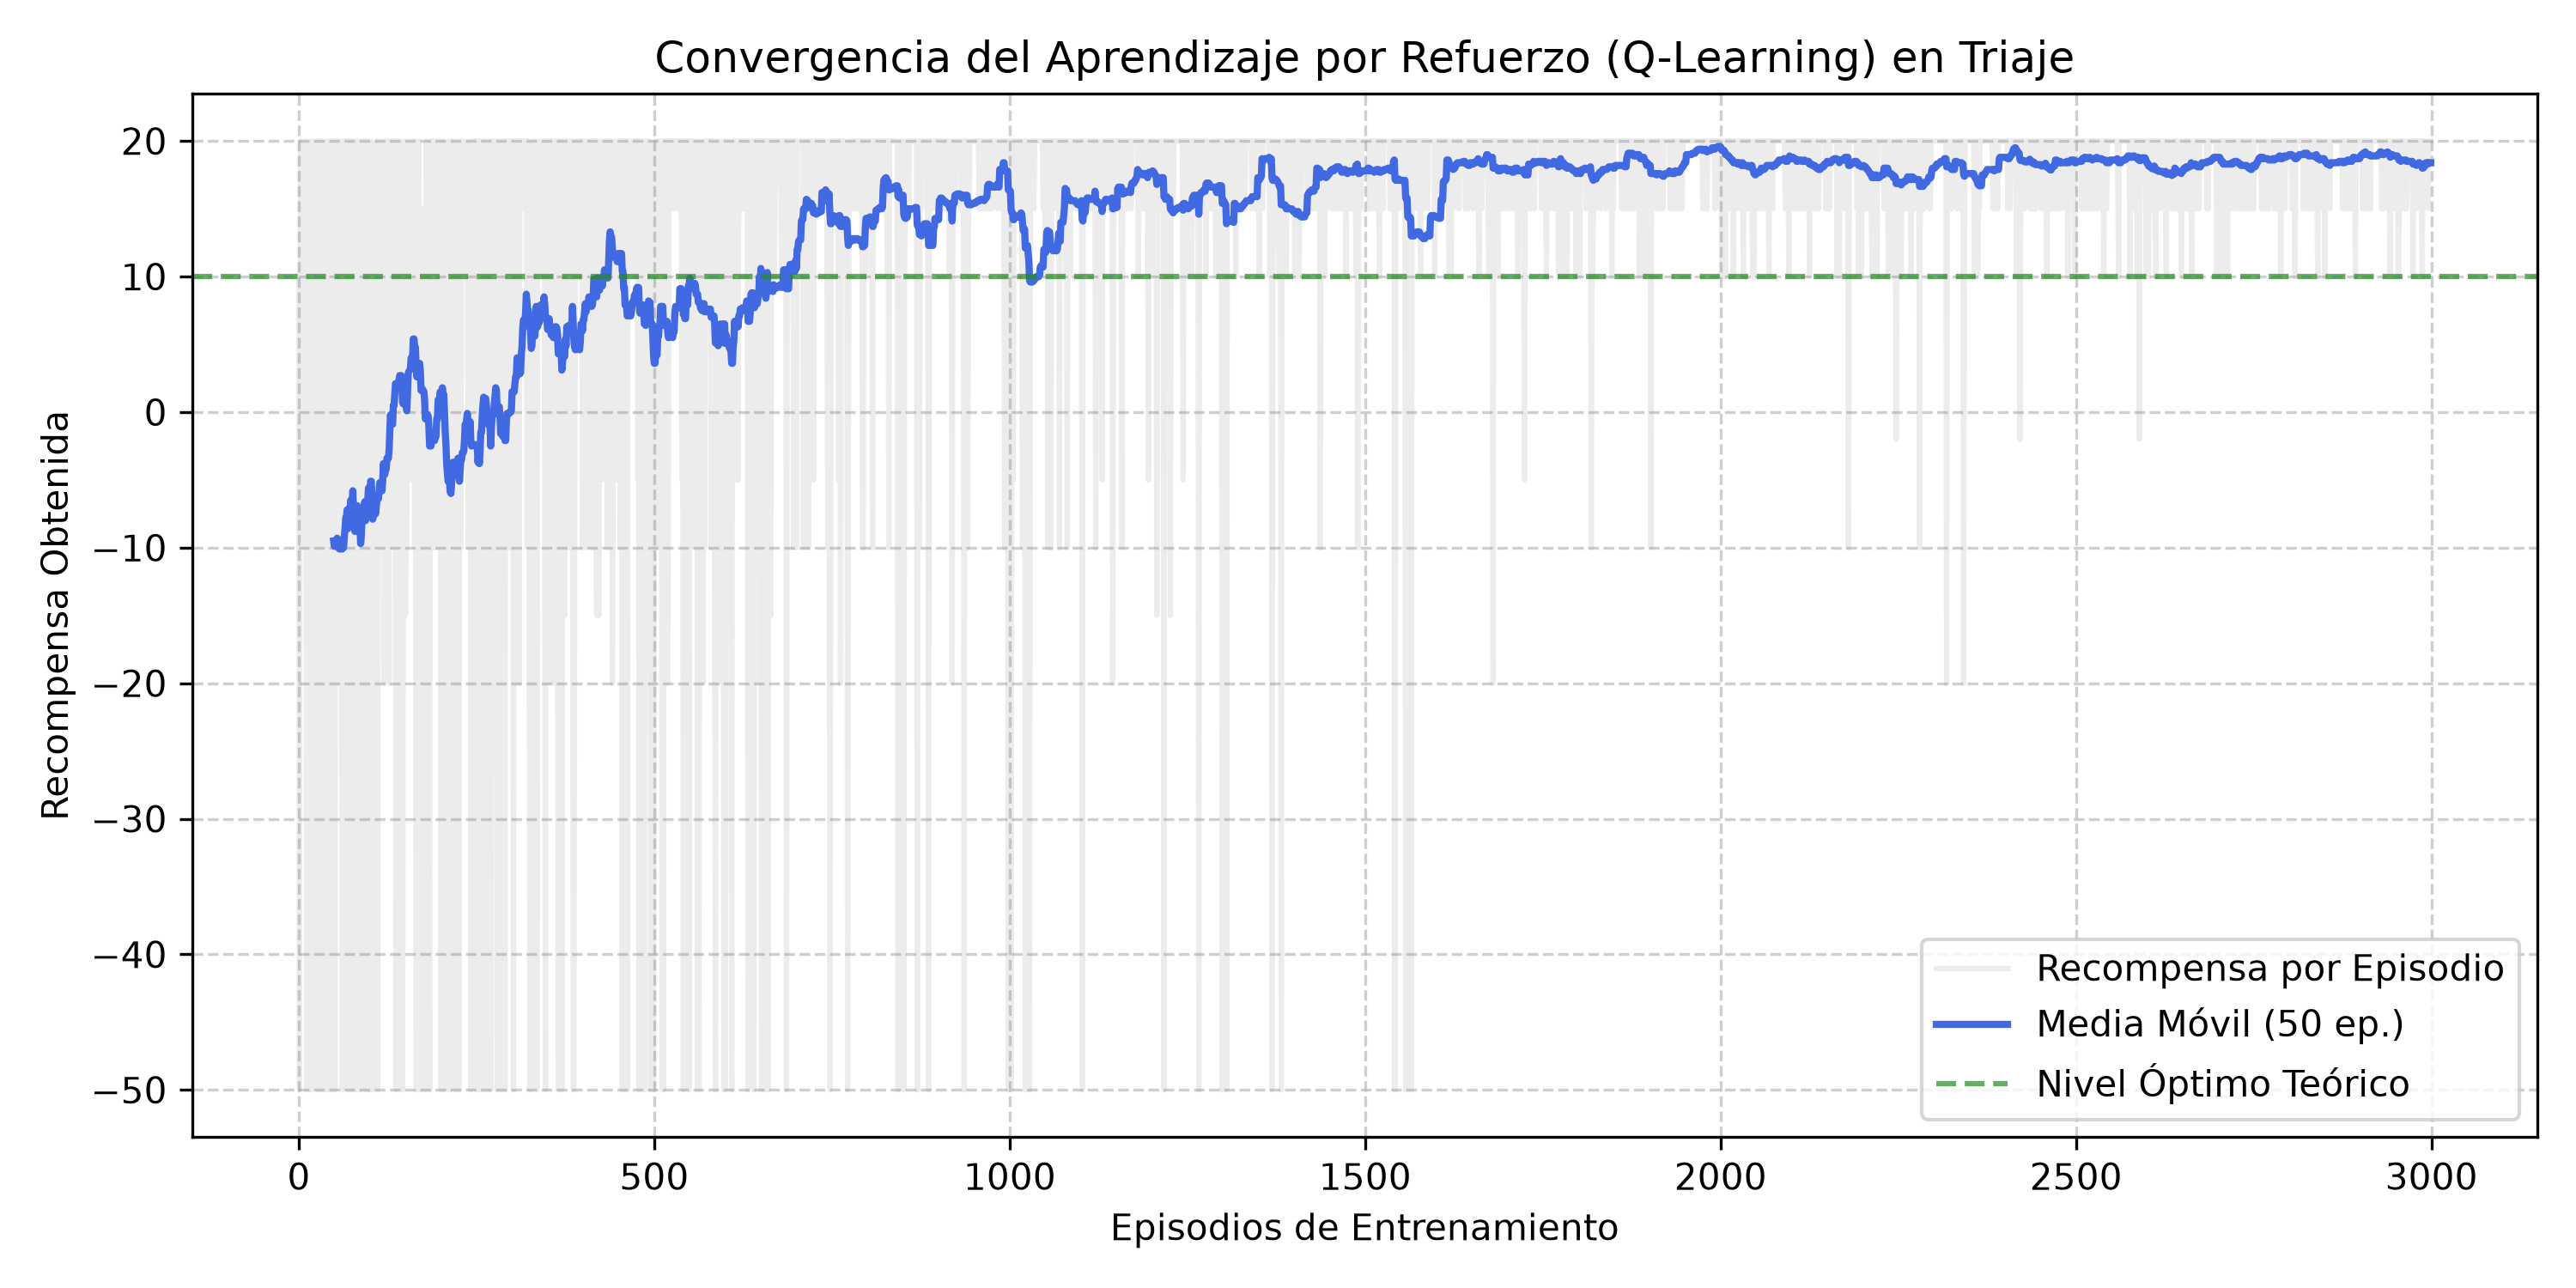 Convergencia del Aprendizaje por Refuerzo (Q-Learning) en Triaje
Recompensa Obtenida
20
10
0
−10
−20
−30
−40
−50
Recompensa por Episodio
Media Móvil (50 ep.)
Nivel Óptimo Teórico
0 500 1000 1500 2000 2500 3000
Episodios de Entrenamiento